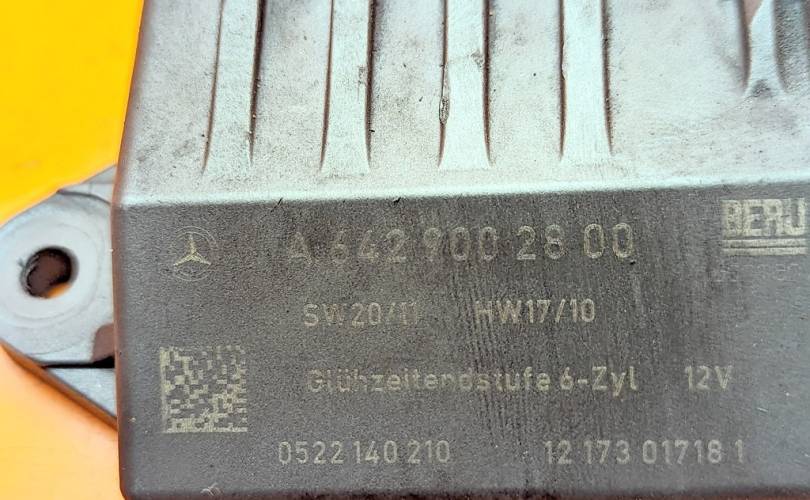 A 642 900 28 00
BERU
SW20/11 HW17/10
Glühzeitendstufe 6-Zyl 12V
0522 140 210 12 173 01718 1